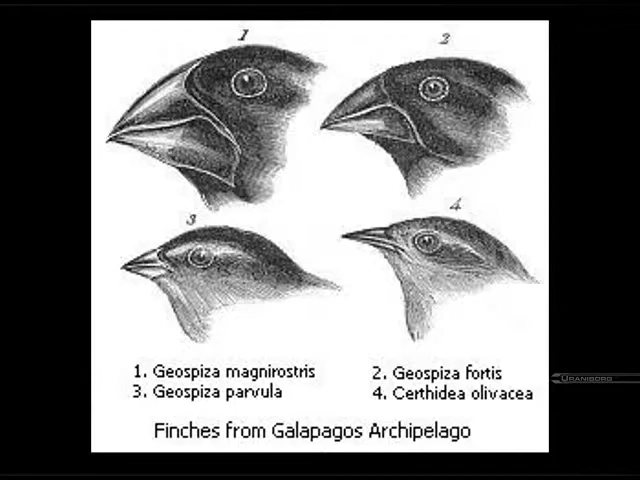 1
2
3
4
1. Geospiza magnirostris
2. Geospiza fortis
3. Geospiza parvula
4. Certhidea olivacea
Finches from Galapagos Archipelago
URANIBORG